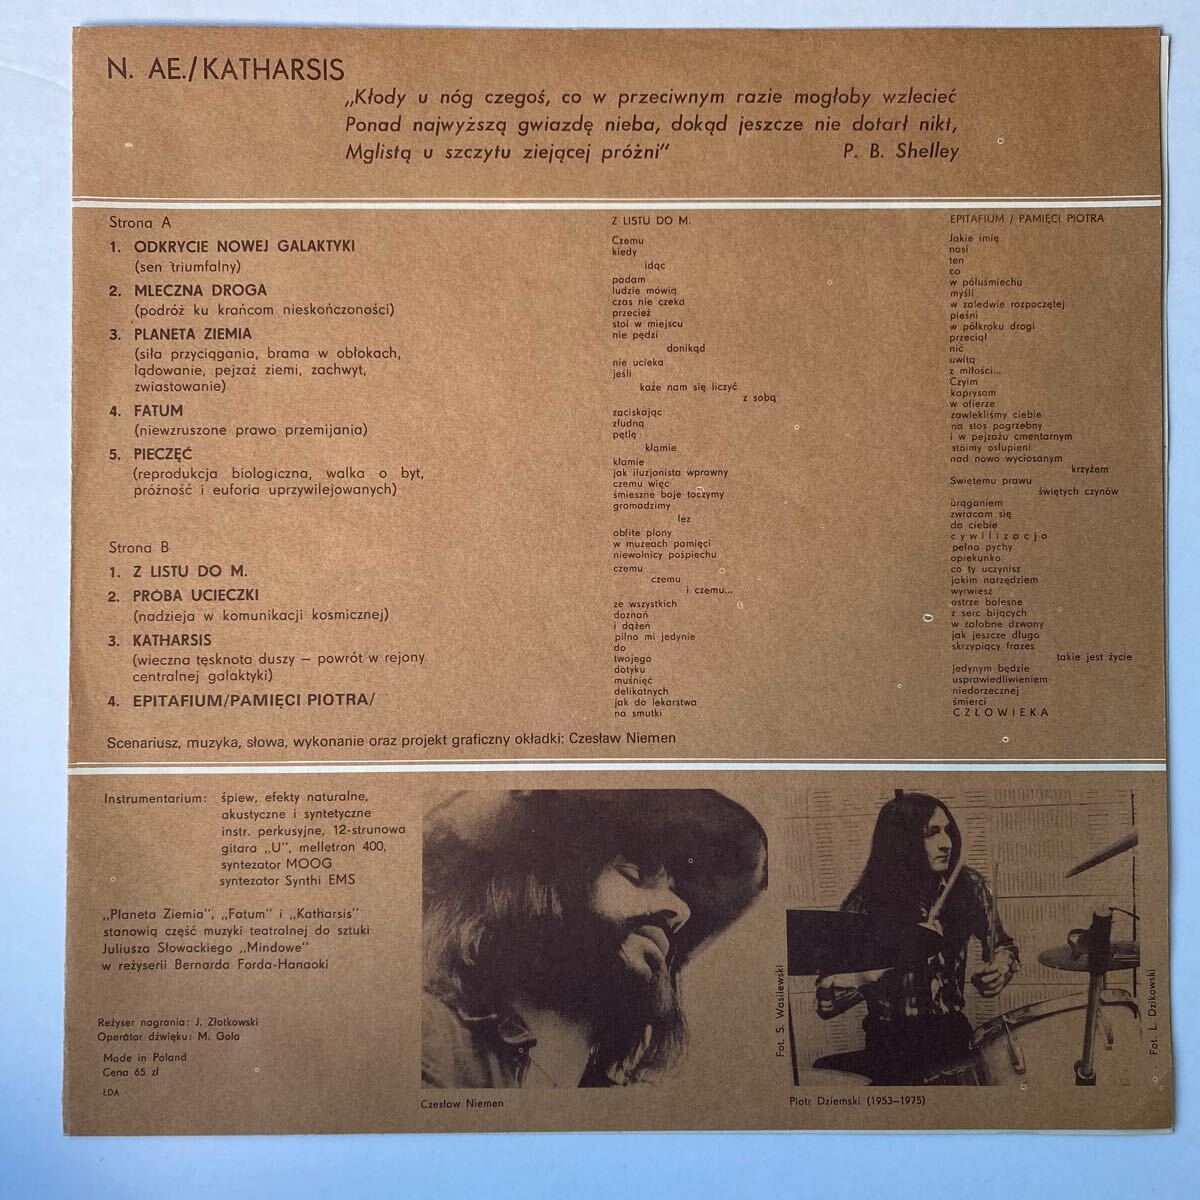 N. AE./KATHARSIS
„Kłody u nóg czegoś, co w przeciwnym razie mogłoby wzlecieć
Ponad najwyższą gwiazdę nieba, dokąd jeszcze nie dotarł nikt,
Mglistą u szczytu ziejącej próżni" P. B. Shelley
Strona A
1. ODKRYCIE NOWEJ GALAKTYKI
(sen triumfalny)
2. MLECZNA DROGA
(podróż ku krańcom nieskończoności)
3. PLANETA ZIEMIA
(siła przyciągania, brama w obłokach,
lądowanie, pejzaż ziemi, zachwyt,
zwiastowanie)
4. FATUM
(niewzruszone prawo przemijania)
5. PIECZĘĆ
(reprodukcja biologiczna, walka o byt,
próżność i euforia uprzywilejowanych)
Strona B
1. Z LISTU DO M.
2. PRÓBA UCIECZKI
(nadzieja w komunikacji kosmicznej)
3. KATHARSIS
(wieczna tęsknota duszy – powrót w rejony
centralnej galaktyki)
4. EPITAFIUM/PAMIĘCI PIOTRA/
Scenariusz, muzyka, słowa, wykonanie oraz projekt graficzny okładki: Czesław Niemen
Z LISTU DO M.
Czemu
kiedy
idąc
padam
ludzie mówią
czas nie czeka
przecież
stoi w miejscu
nie pędzi
donikąd
nie ucieka
jeśli
każe nam się liczyć
z sobą
zaciskając
złudną
pętlę
kłamie
kłamie
jak iluzjonista wprawny
czemu więc
śmieszne boje toczymy
gromadzimy
łez
obfite plony
w muzeach pamięci
niewolnicy pośpiechu
czemu
czemu
i czemu...
ze wszystkich
doznań
i dążeń
pilno mi jedynie
do
twojego
dotyku
muśnięć
delikatnych
jak do lekarstwa
na smutki
EPITAFIUM / PAMIĘCI PIOTRA
Jakie imię
nosi
ten
co
w półuśmiechu
myśli
w zaledwie rozpoczętej
pieśni
w półkroku drogi
przeciął
nić
uwitą
z miłości...
Czyim
kaprysom
w ofierze
zawlekliśmy ciebie
na stos pogrzebny
i w pejzażu cmentarnym
stoimy osłupieni
nad nowo wyciosanym
krzyżem
Świętemu prawu
świętych czynów
urąganiem
zwracam się
do ciebie
cywilizacjo
pełna pychy
opiekunko
co ty uczynisz
jakim narzędziem
wyrwiesz
ostrze bolesne
z serc bijących
w żałobne dzwony
jak jeszcze długo
skrzypiący frazes
takie jest życie
jedynym będzie
usprawiedliwieniem
niedorzecznej
śmierci
CZŁOWIEKA
Instrumentarium: śpiew, efekty naturalne,
akustyczne i syntetyczne
instr. perkusyjne, 12-strunowa
gitara „U", melletron 400,
syntezator MOOG
syntezator Synthi EMS
„Planeta Ziemia", „Fatum" i „Katharsis"
stanowią część muzyki teatralnej do sztuki
Juliusza Słowackiego „Mindowe"
w reżyserii Bernarda Forda-Hanaoki
Reżyser nagrania: J. Złotkowski
Operator dźwięku: M. Gola
Made in Poland
Cena 65 zł
ŁDA
Czesław Niemen
Fot. S. Wasilewski
Piotr Dziemski (1953–1975)
Fot. L. Dzikowski